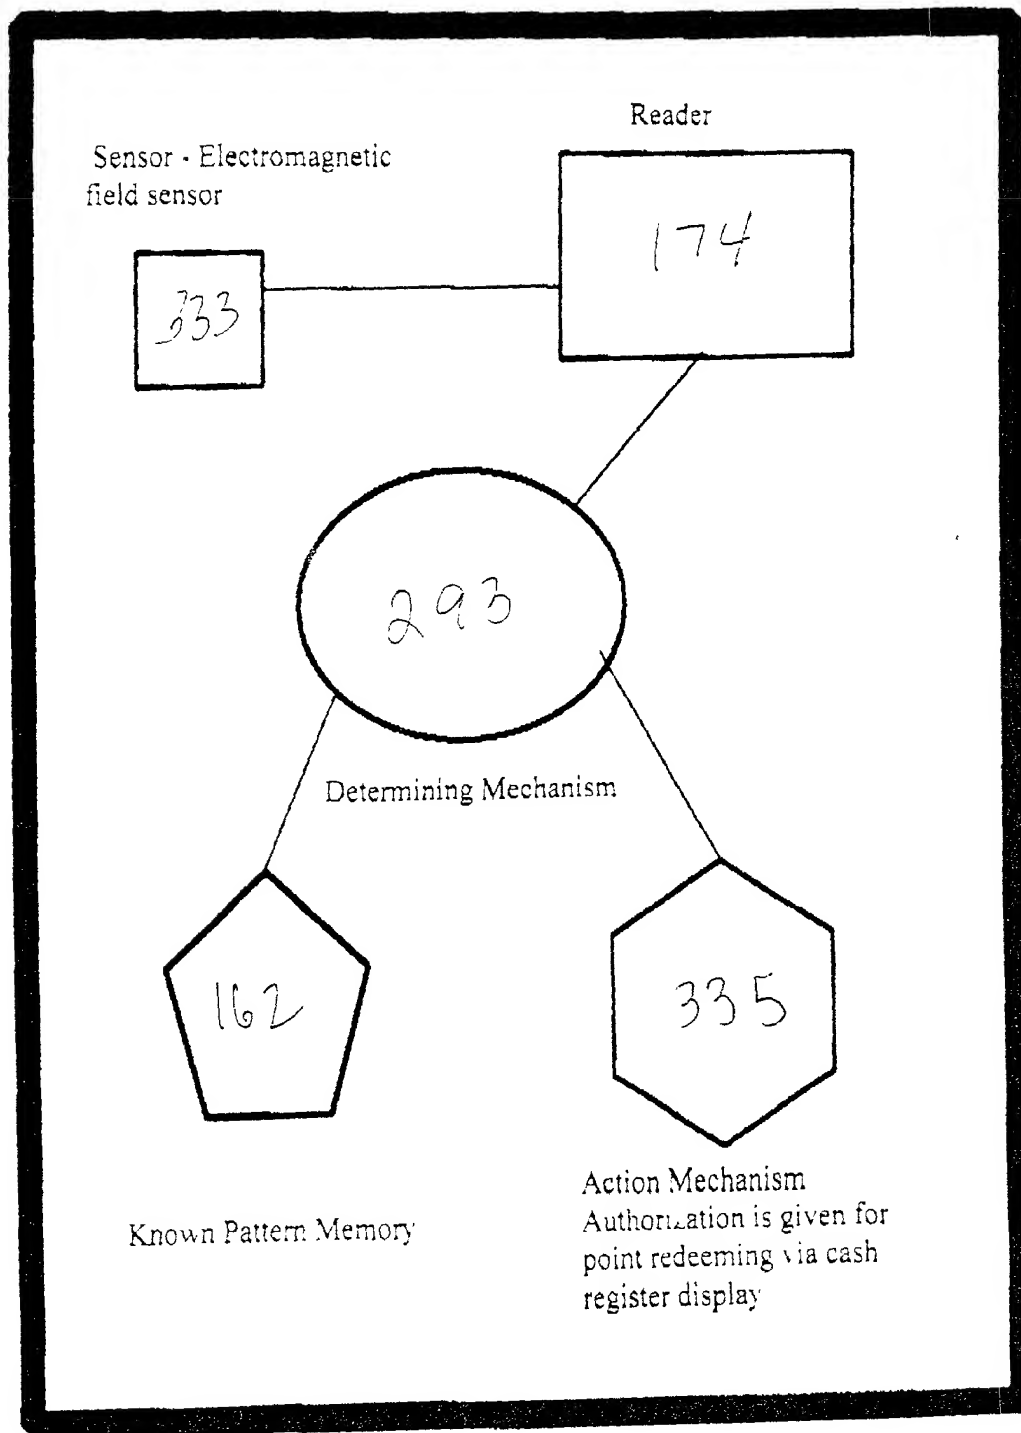 Reader
Sensor - Electromagnetic
field sensor
174
333
293
Determining Mechanism
162
335
Known Pattern Memory
Action Mechanism
Authorization is given for
point redeeming via cash
register display